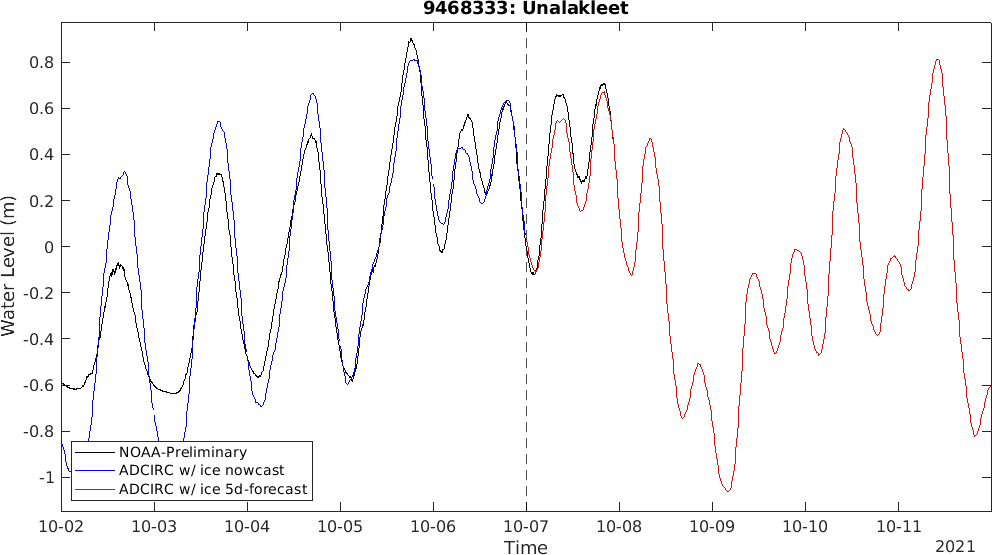 9468333: Unalakleet
Water Level (m)
0.8
0.6
0.4
0.2
0
-0.2
-0.4
-0.6
-0.8
-1
NOAA-Preliminary
ADCIRC w/ ice nowcast
ADCIRC w/ ice 5d-forecast
10-02 10-03 10-04 10-05 10-06 10-07 10-08 10-09 10-10 10-11
Time
2021